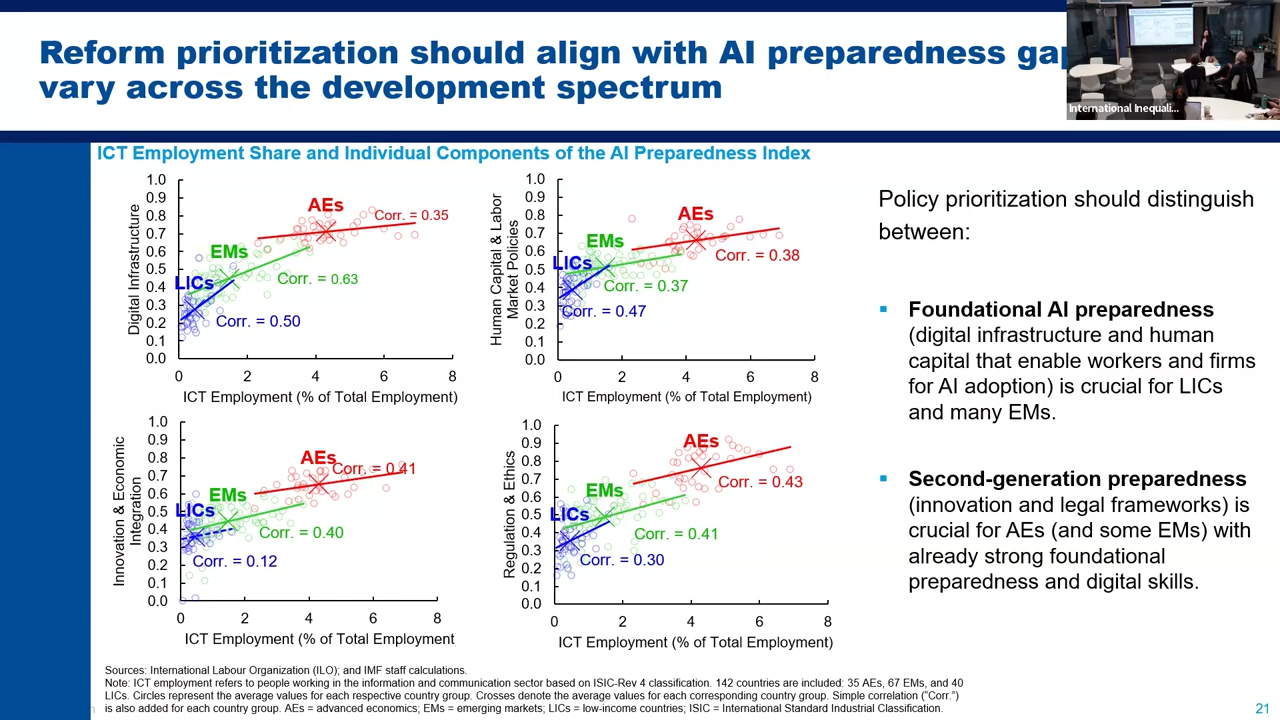 Reform prioritization should align with AI preparedness
vary across the development spectrum
International Inequali...
ICT Employment Share and Individual Components of the AI Preparedness Index
Digital Infrastructure
1.0
0.9
0.8
0.7
0.6
0.5
0.4
0.3
0.2
0.1
0.0
AEs
Corr. = 0.35
EMs
Corr. = 0.63
LICs
Corr. = 0.50
0 2 4 6 8
ICT Employment (% of Total Employment)
Human Capital & Labor
Market Policies
1.0
0.9
0.8
0.7
0.6
0.5
0.4
0.3
0.2
0.1
0.0
AEs
Corr. = 0.38
EMs
Corr. = 0.37
LICs
Corr. = 0.47
0 2 4 6 8
ICT Employment (% of Total Employment)
Innovation & Economic
Integration
1.0
0.9
0.8
0.7
0.6
0.5
0.4
0.3
0.2
0.1
0.0
AEs
Corr. = 0.41
EMs
Corr. = 0.40
LICs
Corr. = 0.12
0 2 4 6 8
ICT Employment (% of Total Employment
Regulation & Ethics
1.0
0.9
0.8
0.7
0.6
0.5
0.4
0.3
0.2
0.1
0.0
AEs
Corr. = 0.43
EMs
Corr. = 0.41
LICs
Corr. = 0.30
0 2 4 6 8
ICT Employment (% of Total Employment)
Policy prioritization should distinguish
between:
▪ Foundational AI preparedness
(digital infrastructure and human
capital that enable workers and firms
for AI adoption) is crucial for LICs
and many EMs.
▪ Second-generation preparedness
(innovation and legal frameworks) is
crucial for AEs (and some EMs) with
already strong foundational
preparedness and digital skills.
Sources: International Labour Organization (ILO); and IMF staff calculations.
Note: ICT employment refers to people working in the information and communication sector based on ISIC-Rev 4 classification. 142 countries are included: 35 AEs, 67 EMs, and 40
LICs. Circles represent the average values for each respective country group. Crosses denote the average values for each corresponding country group. Simple correlation ("Corr.")
is also added for each country group. AEs = advanced economics; EMs = emerging markets; LICs = low-income countries; ISIC = International Standard Industrial Classification.
21